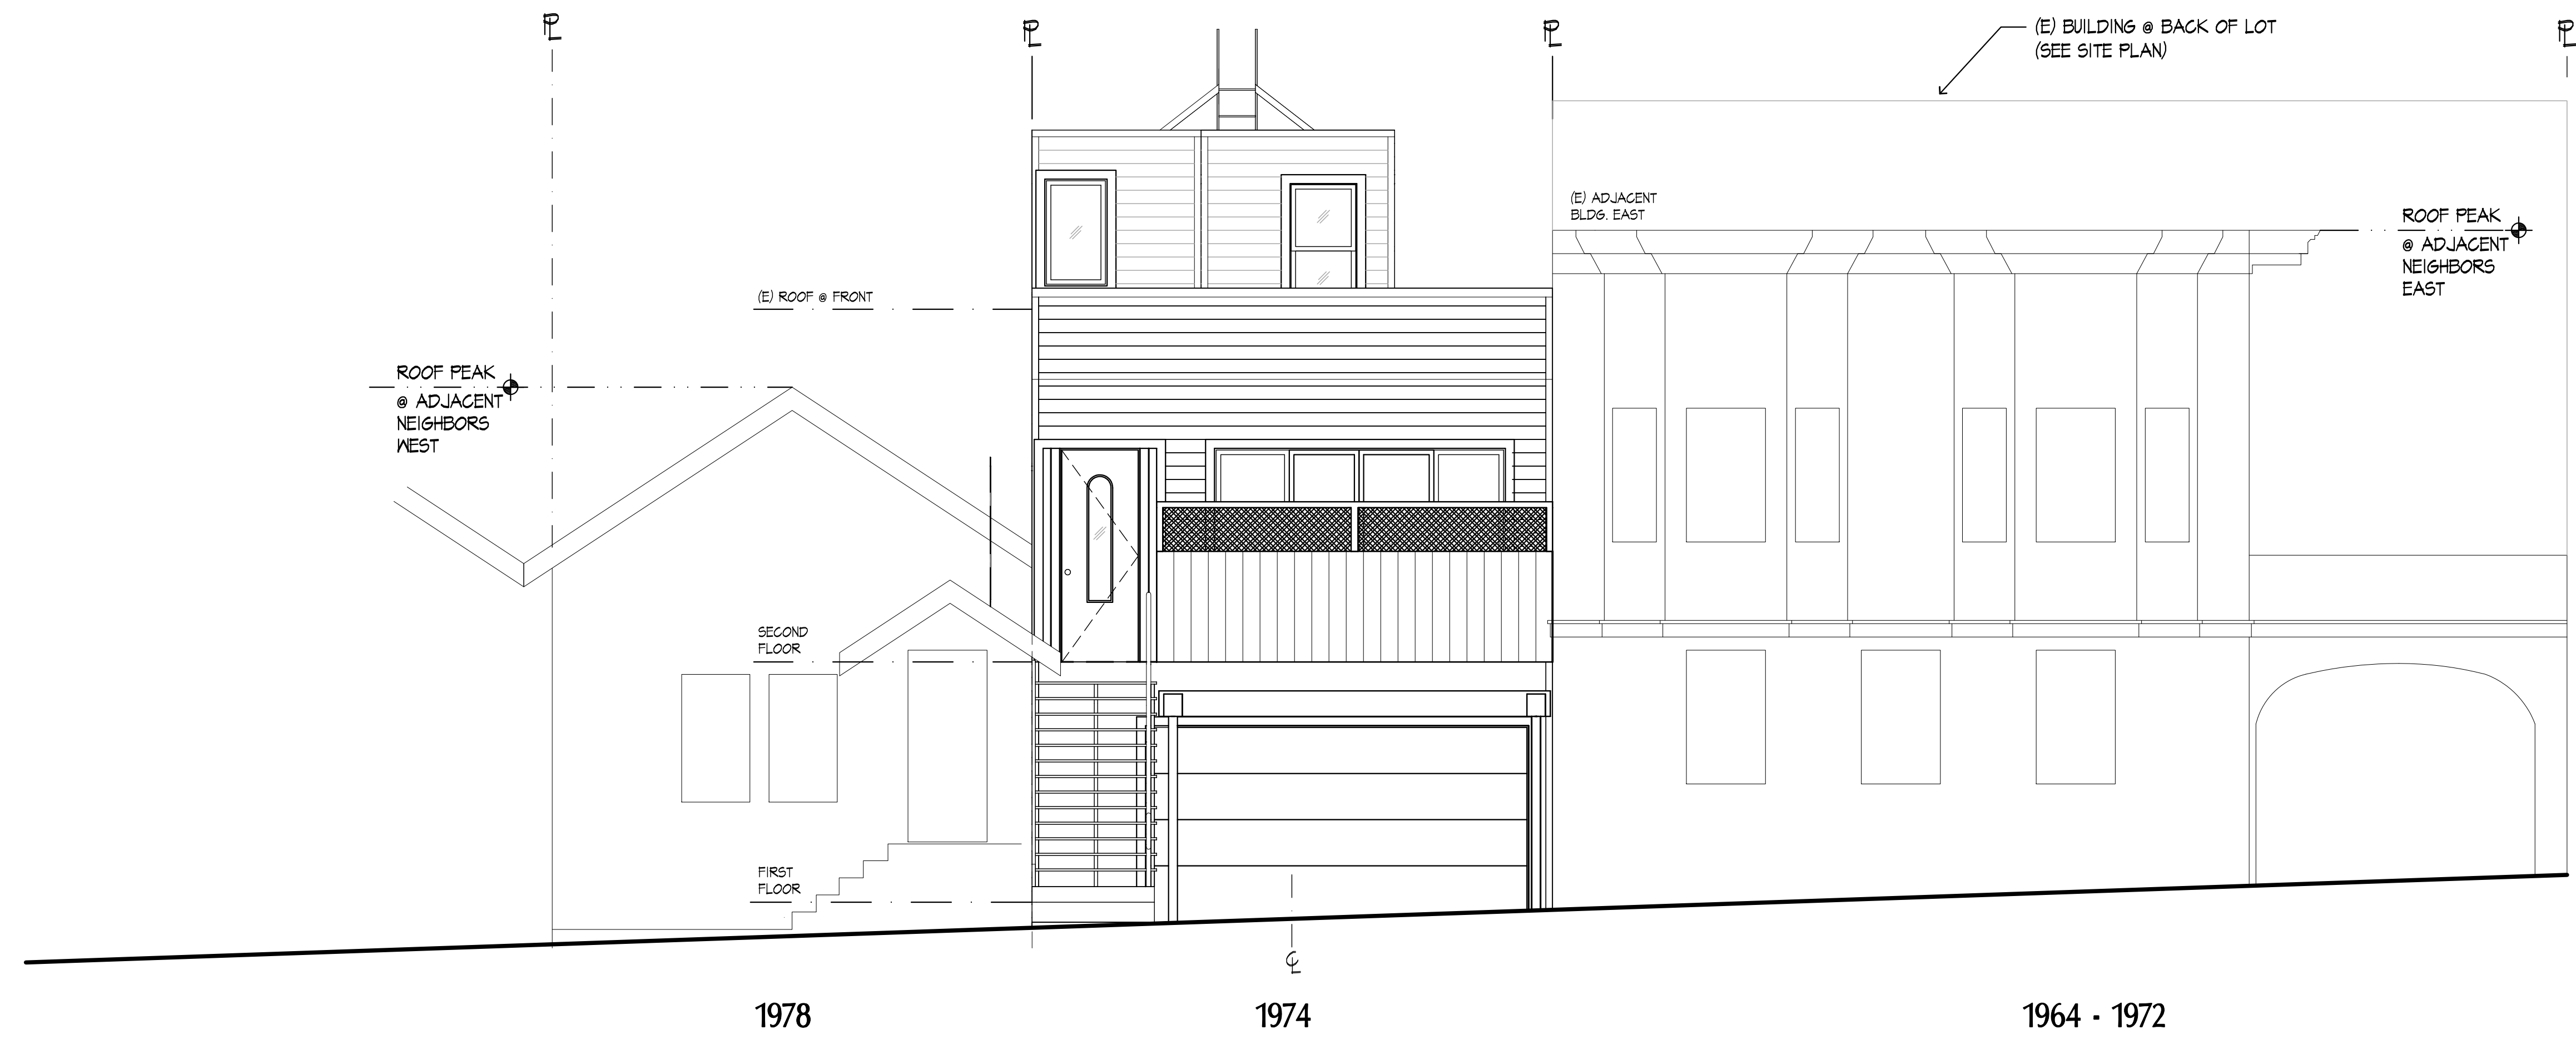 PL
PL
PL
PL
(E) BUILDING @ BACK OF LOT
(SEE SITE PLAN)
(E) ADJACENT
BLDG. EAST
ROOF PEAK
@ ADJACENT
NEIGHBORS
EAST
(E) ROOF @ FRONT
ROOF PEAK
@ ADJACENT
NEIGHBORS
WEST
SECOND
FLOOR
FIRST
FLOOR
CL
1978
1974
1964 - 1972